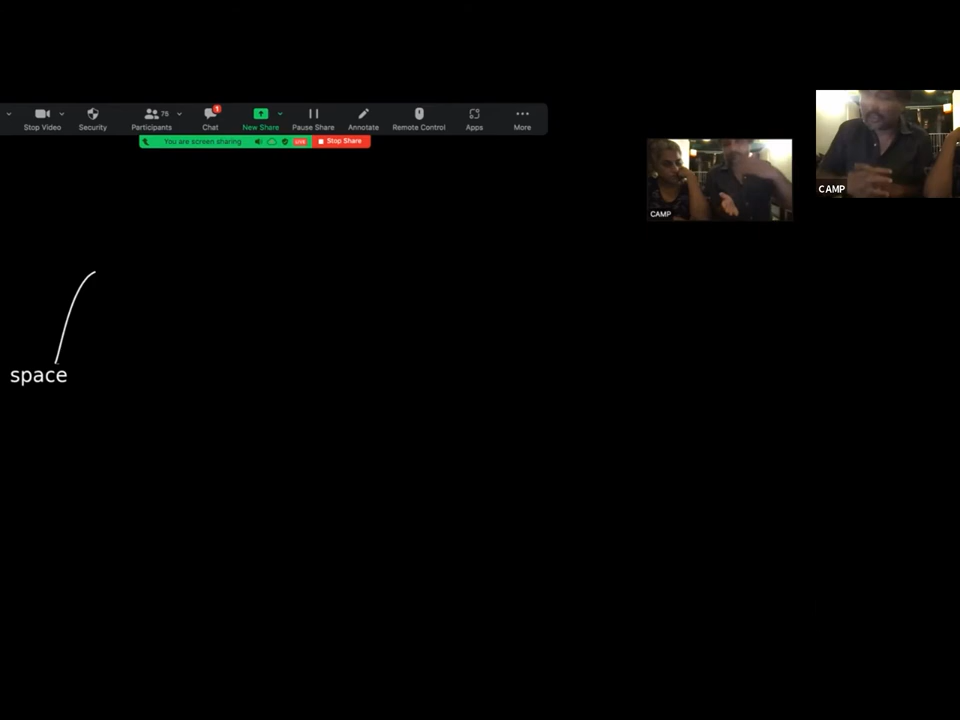 Stop Video
Security
Participants
75
Chat
1
New Share
Pause Share
Annotate
Remote Control
Apps
More
You are screen sharing
LIVE
Stop Share
CAMP
CAMP
space